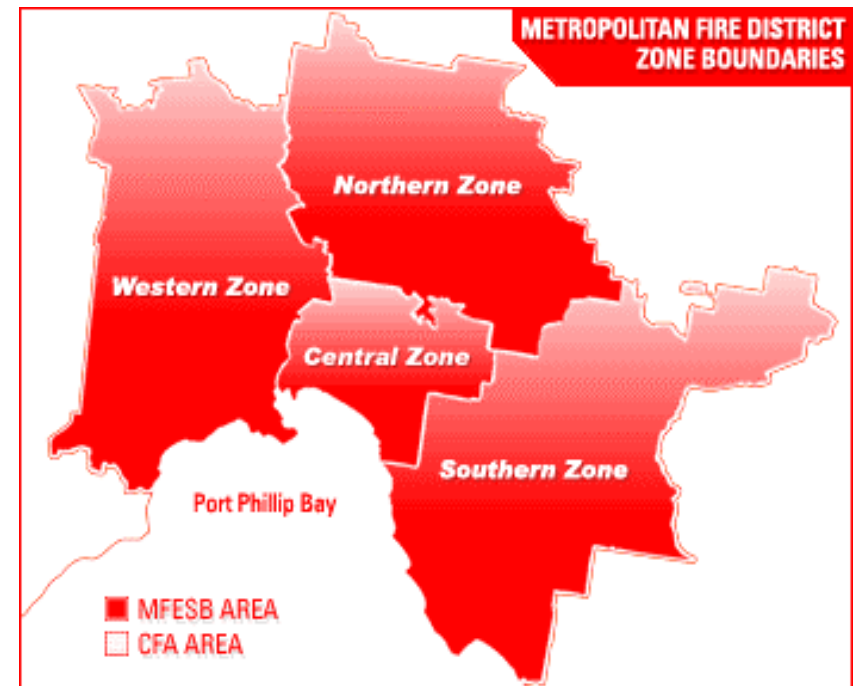 METROPOLITAN FIRE DISTRICT
ZONE BOUNDARIES
Northern Zone
Western Zone
Central Zone
Southern Zone
Port Phillip Bay
MFESB AREA
CFA AREA